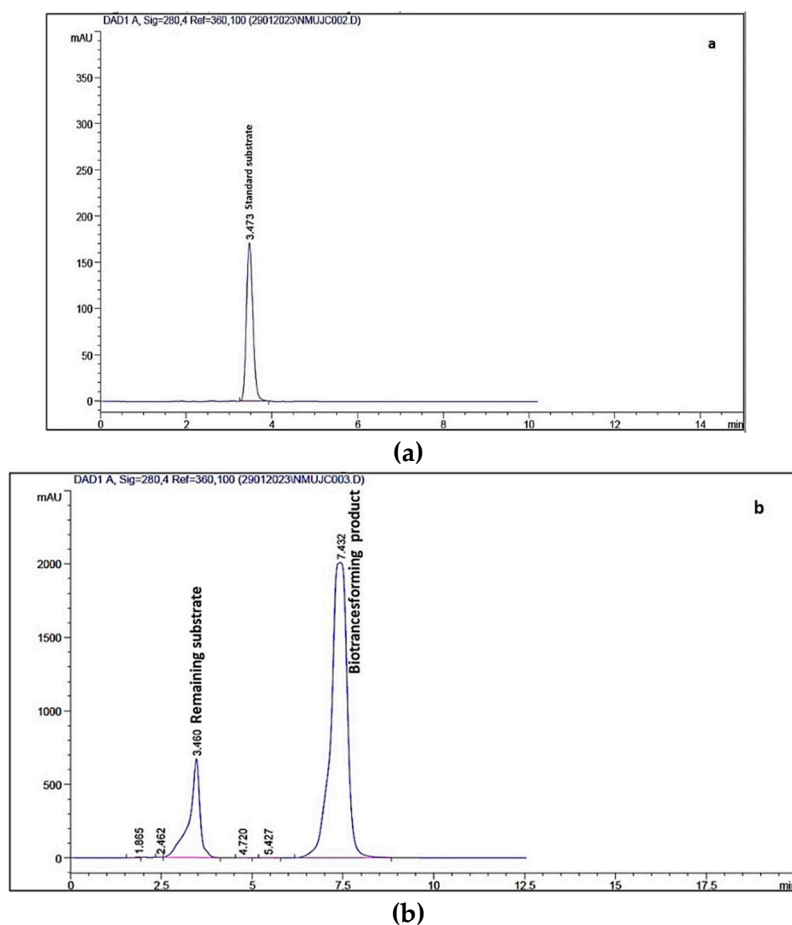 DAD1 A, Sig=280,4 Ref=360,100 (29012023\NMUJC002.D)
mAU
a
350
300
250
200
150
100
50
0
3.473 Standard substrate
0 2 4 6 8 10 12 14 min
(a)
DAD1 A, Sig=280,4 Ref=360,100 (29012023\NMUJC003.D)
mAU
b
2000
1500
1000
500
0
1.865
2.462
3.460 Remaining substrate
4.720
5.427
7.432
Biotrancesforming product
0 2.5 5 7.5 10 12.5 15 17.5 min
(b)